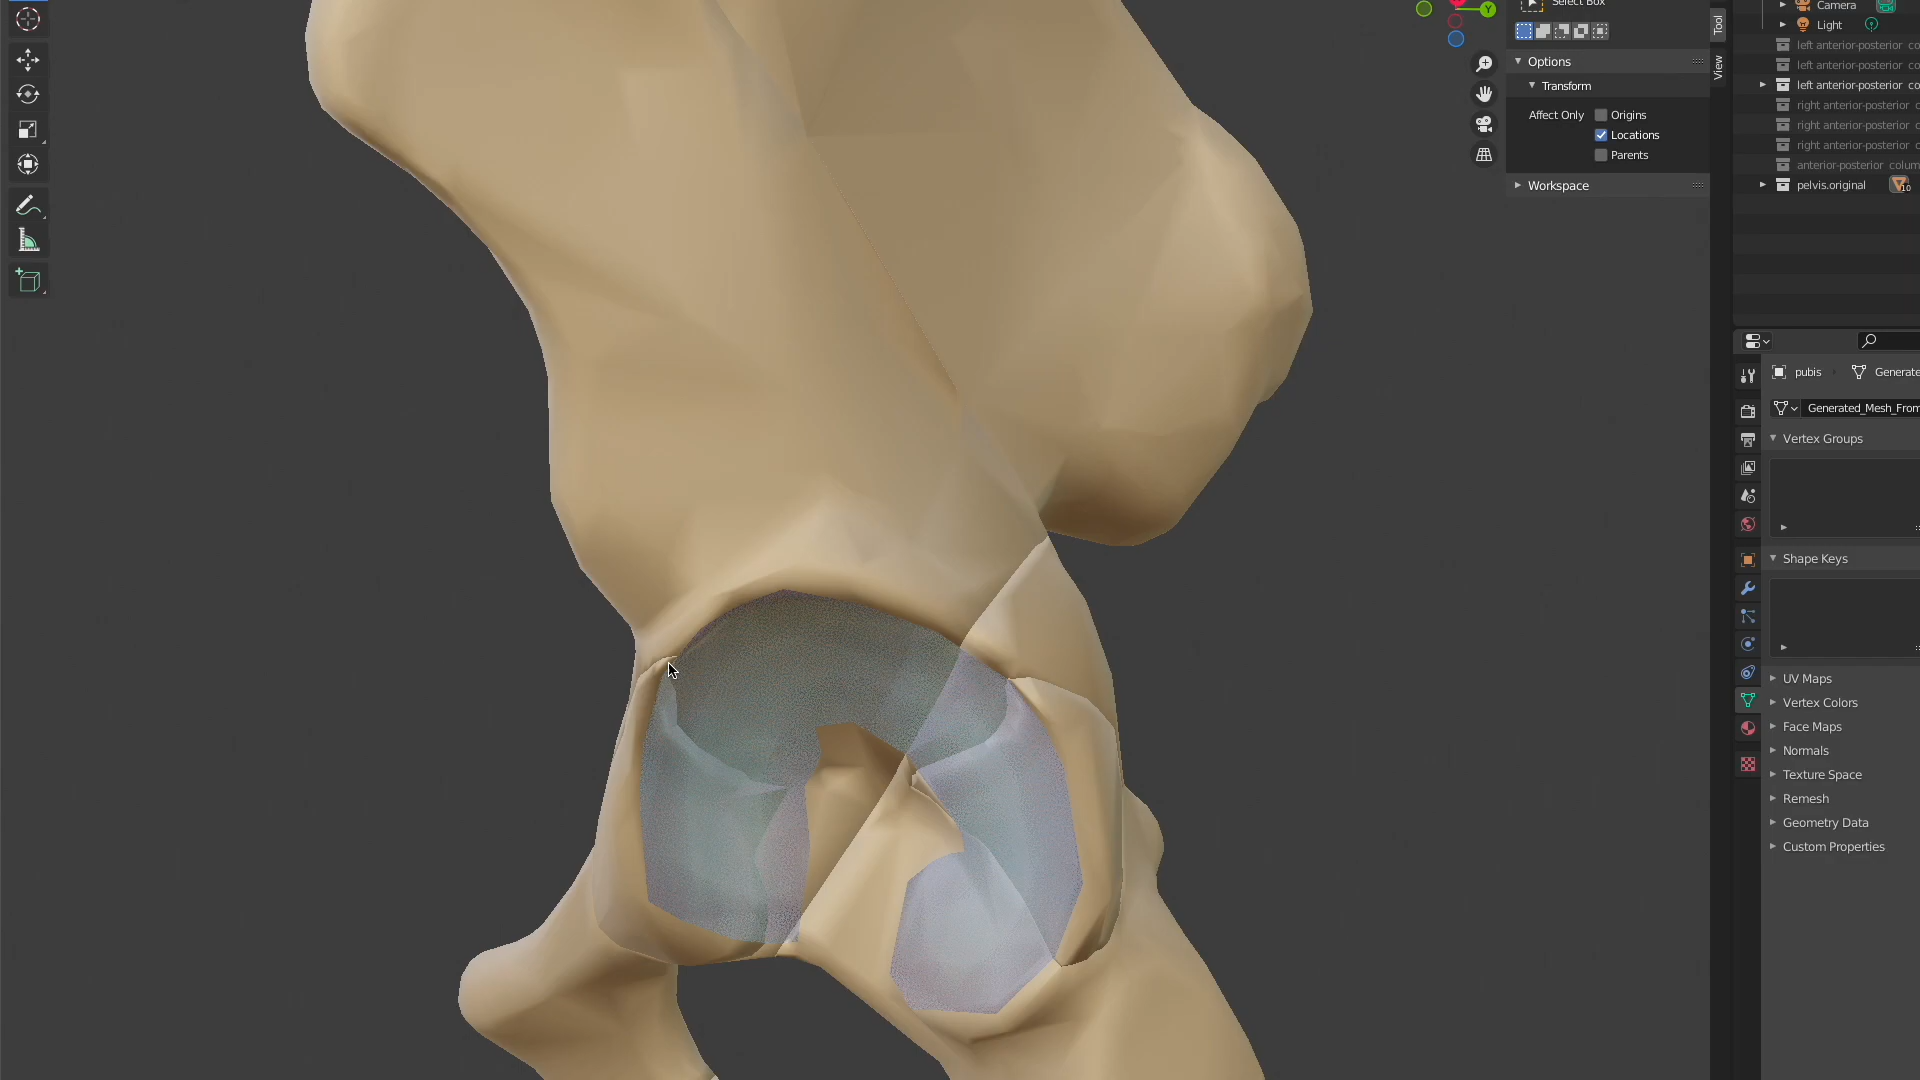 Select Box
Options
Transform
Affect Only
Origins
Locations
Parents
Workspace
Tool
View
Y
Camera
Light
left anterior-posterior co
left anterior-posterior co
left anterior-posterior co
right anterior-posterior c
right anterior-posterior c
right anterior-posterior c
anterior-posterior colum
pelvis.original
10
pubis
Generate
Generated_Mesh_From
Vertex Groups
Shape Keys
UV Maps
Vertex Colors
Face Maps
Normals
Texture Space
Remesh
Geometry Data
Custom Properties